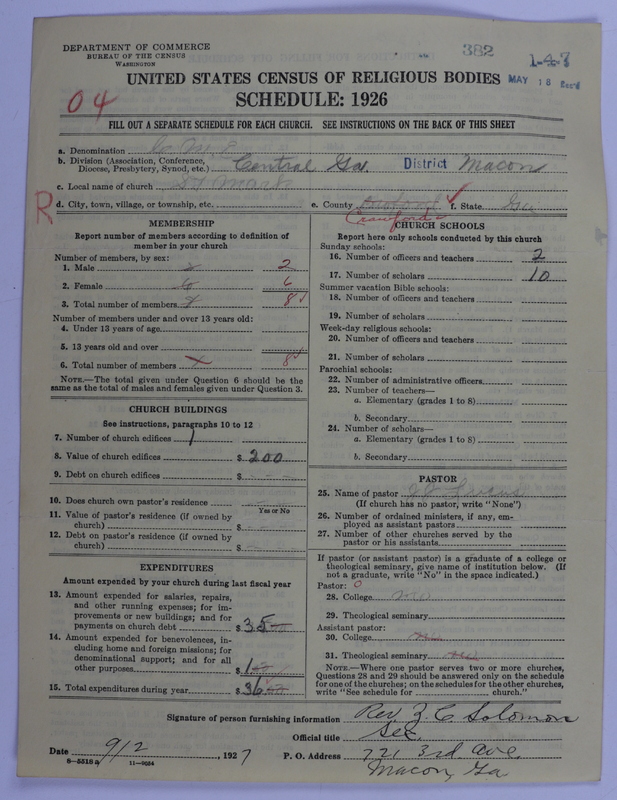 DEPARTMENT OF COMMERCE
BUREAU OF THE CENSUS
WASHINGTON
382
1-4-7
MAY 18 Rec'd
UNITED STATES CENSUS OF RELIGIOUS BODIES
SCHEDULE: 1926
04
FILL OUT A SEPARATE SCHEDULE FOR EACH CHURCH. SEE INSTRUCTIONS ON THE BACK OF THIS SHEET
a. Denomination C. M. E.
b. Division (Association, Conference, Diocese, Presbytery, Synod, etc.) Central Ga. District Macon
c. Local name of church St Mark
R
d. City, town, village, or township, etc.
e. County Crawford f. State Ga
MEMBERSHIP
Report number of members according to definition of
member in your church
Number of members, by sex:
1. Male 2
2. Female 6
3. Total number of members 8
Number of members under and over 13 years old:
4. Under 13 years of age
5. 13 years old and over
6. Total number of members 8
NOTE.—The total given under Question 6 should be
same as the total of males and females given under Question 3.
CHURCH BUILDINGS
See instructions, paragraphs 10 to 12
7. Number of church edifices 1
8. Value of church edifices $ 200
9. Debt on church edifices $
10. Does church own pastor's residence
Yes or No
11. Value of pastor's residence (if owned by
church) $
12. Debt on pastor's residence (if owned by
church) $
EXPENDITURES
Amount expended by your church during last fiscal year
13. Amount expended for salaries, repairs,
and other running expenses; for im-
provements or new buildings; and for
payments on church debt $ 35 00
14. Amount expended for benevolences, in-
cluding home and foreign missions; for
denominational support; and for all
other purposes $ 1 00
15. Total expenditures during year $ 36 00
CHURCH SCHOOLS
Report here only schools conducted by this church
Sunday schools:
16. Number of officers and teachers 2
17. Number of scholars 10
Summer vacation Bible schools:
18. Number of officers and teachers
19. Number of scholars
Week-day religious schools:
20. Number of officers and teachers
21. Number of scholars
Parochial schools:
22. Number of administrative officers
23. Number of teachers—
a. Elementary (grades 1 to 8)
b. Secondary
24. Number of scholars—
a. Elementary (grades 1 to 8)
b. Secondary
PASTOR
25. Name of pastor
(If church has no pastor, write "None")
26. Number of ordained ministers, if any, em-
ployed as assistant pastors
27. Number of other churches served by the
pastor or his assistants
If pastor (or assistant pastor) is a graduate of a college or
theological seminary, give name of institution below. (If
not a graduate, write "No" in the space indicated.)
Pastor: 0
28. College no
29. Theological seminary
Assistant pastor:
30. College no
31. Theological seminary no
NOTE.—Where one pastor serves two or more churches,
Questions 28 and 29 should be answered only on the schedule
for one of the churches; on the schedules for the other churches,
write "See schedule for church."
Signature of person furnishing information Rev. Z. C. Solomon
Official title Sec.
Date 9/2, 1927 P. O. Address 721 3rd. Ave.
Macon, Ga
8-5518 a 11-9034